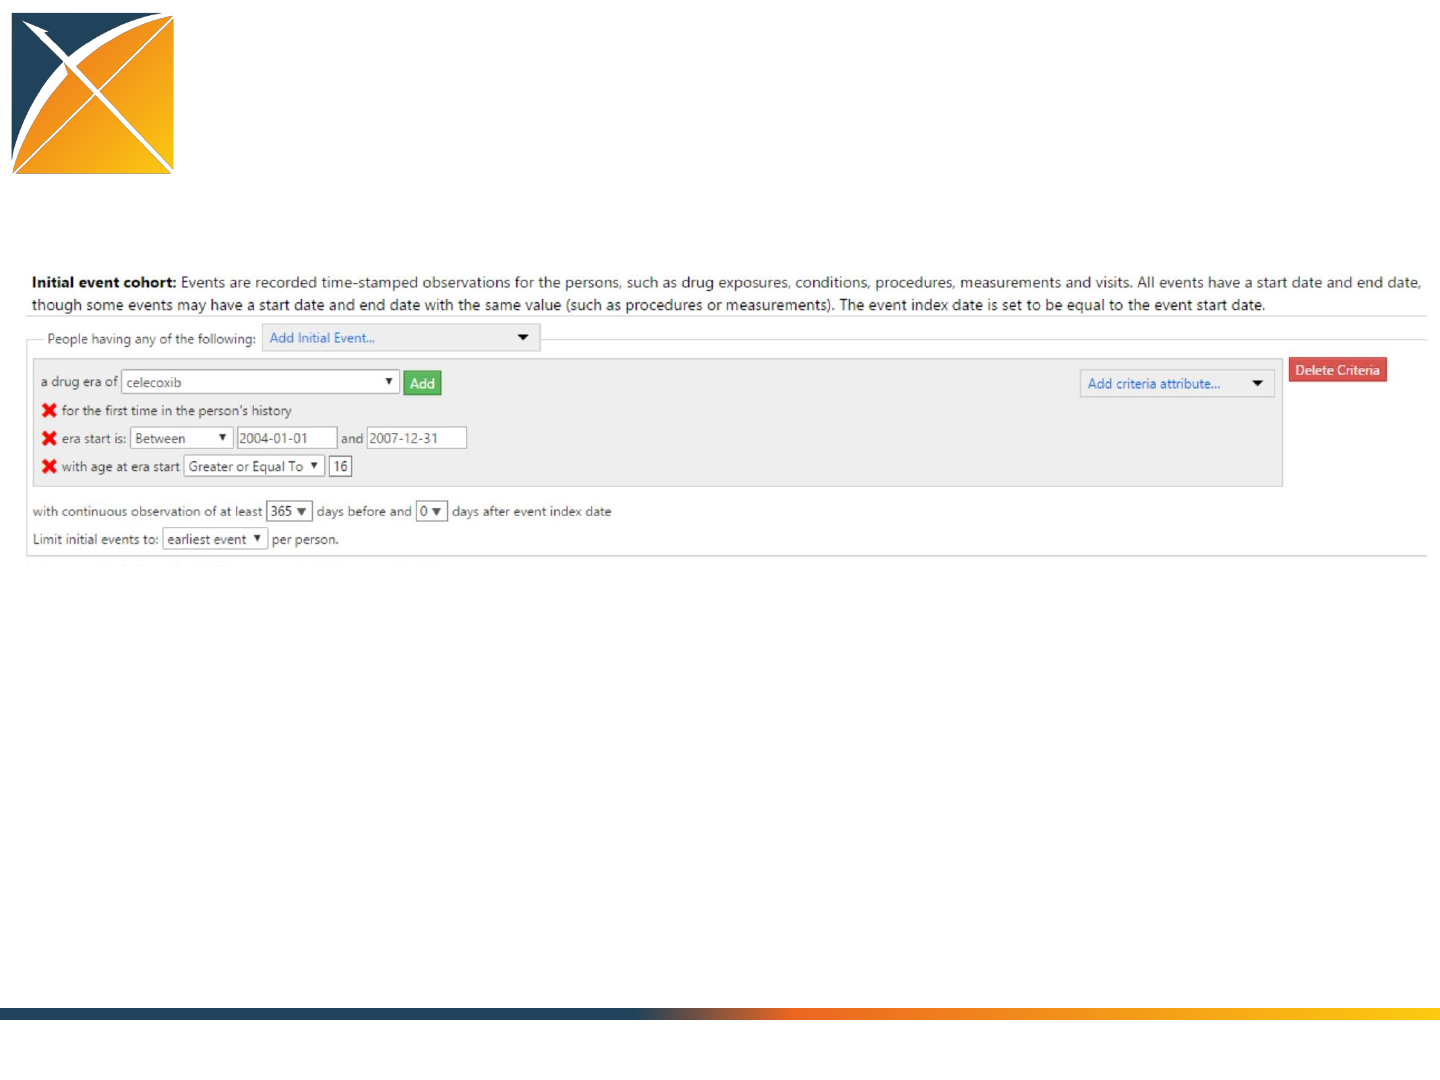 Initial event cohort: Events are recorded time-stamped observations for the persons, such as drug exposures, conditions, procedures, measurements and visits. All events have a start date and end date,
though some events may have a start date and end date with the same value (such as procedures or measurements). The event index date is set to be equal to the event start date.
People having any of the following: Add Initial Event...
a drug era of celecoxib Add Add criteria attribute... Delete Criteria
for the first time in the person's history
era start is: Between 2004-01-01 and 2007-12-31
with age at era start Greater or Equal To 16
with continuous observation of at least 365 days before and 0 days after event index date
Limit initial events to: earliest event per person.